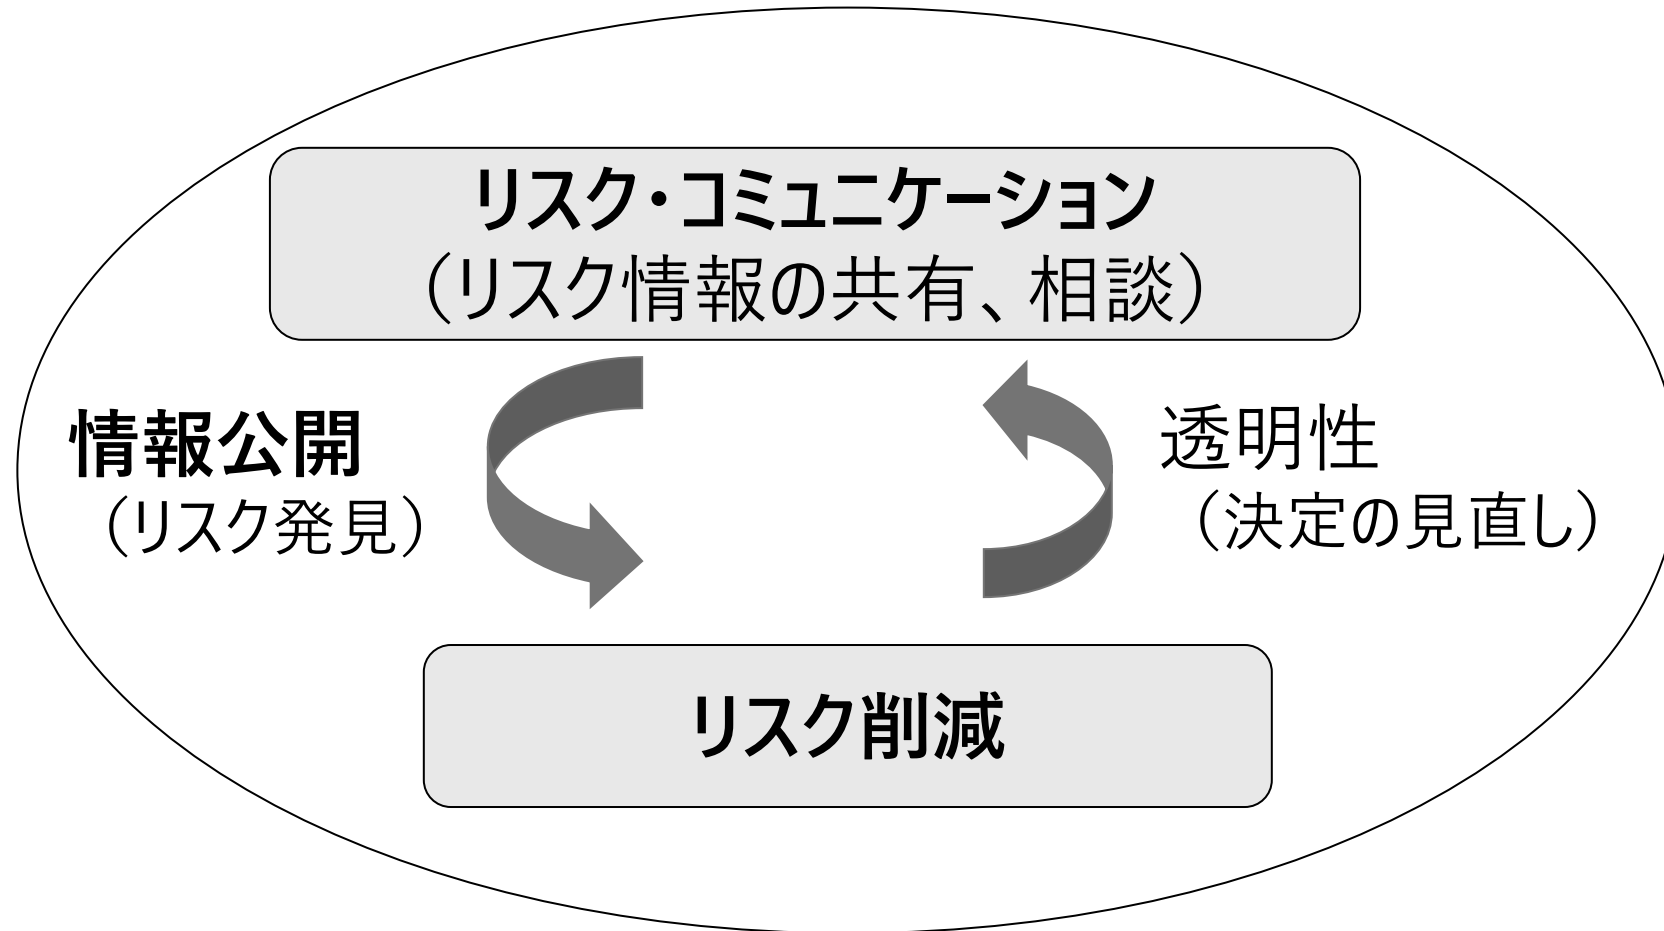 リスク・コミュニケーション
（リスク情報の共有、相談）
情報公開
（リスク発見）
透明性
（決定の見直し）
リスク削減